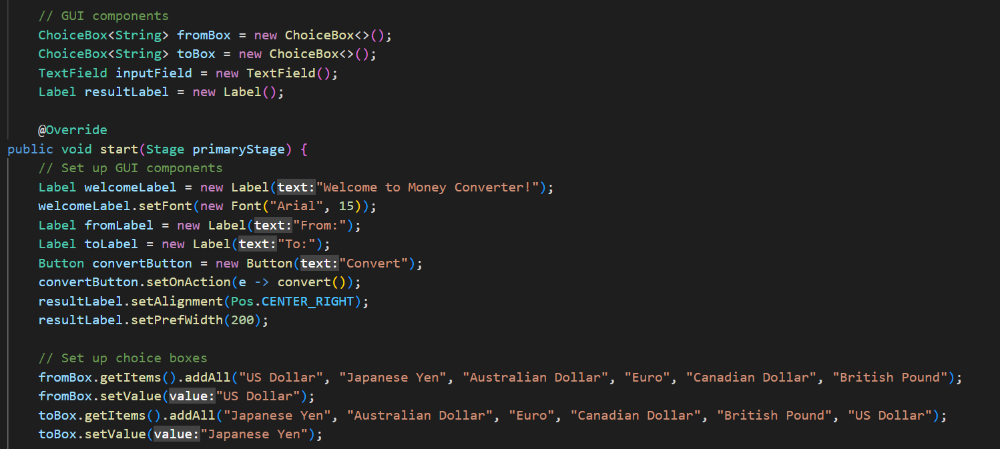 // GUI components
ChoiceBox<String> fromBox = new ChoiceBox<>();
ChoiceBox<String> toBox = new ChoiceBox<>();
TextField inputField = new TextField();
Label resultLabel = new Label();
@Override
public void start(Stage primaryStage) {
// Set up GUI components
Label welcomeLabel = new Label(text:"Welcome to Money Converter!");
welcomeLabel.setFont(new Font("Arial", 15));
Label fromLabel = new Label(text:"From:");
Label toLabel = new Label(text:"To:");
Button convertButton = new Button(text:"Convert");
convertButton.setOnAction(e -> convert());
resultLabel.setAlignment(Pos.CENTER_RIGHT);
resultLabel.setPrefWidth(200);
// Set up choice boxes
fromBox.getItems().addAll("US Dollar", "Japanese Yen", "Australian Dollar", "Euro", "Canadian Dollar", "British Pound");
fromBox.setValue(value:"US Dollar");
toBox.getItems().addAll("Japanese Yen", "Australian Dollar", "Euro", "Canadian Dollar", "British Pound", "US Dollar");
toBox.setValue(value:"Japanese Yen");